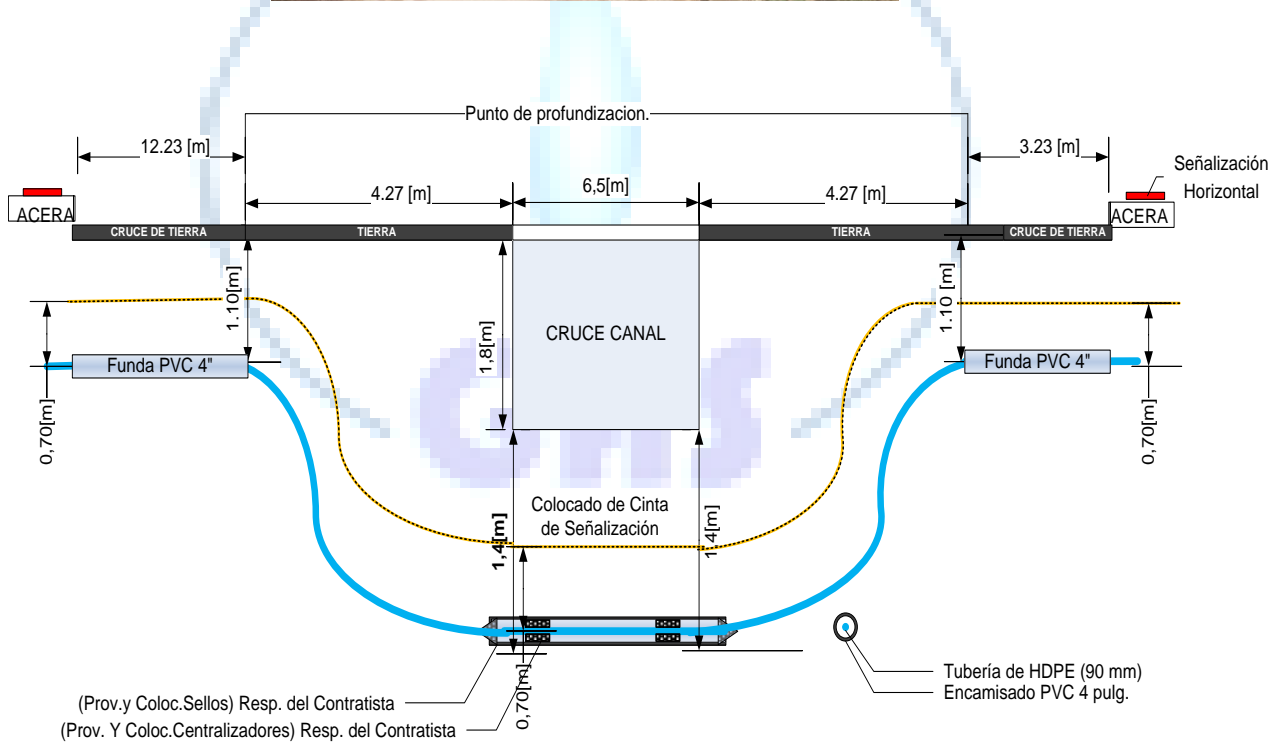 Punto de profundizacion.
12.23 [m]
3.23 [m]
Señalización
Horizontal
4.27 [m]
6,5[m]
4.27 [m]
ACERA
ACERA
CRUCE DE TIERRA
TIERRA
TIERRA
CRUCE DE TIERRA
1.10[m]
1.10 [m]
1,8[m]
CRUCE CANAL
Funda PVC 4"
Funda PVC 4"
0,70[m]
0,70[m]
GAS
Colocado de Cinta
de Señalización
1,4[m]
1,4[m]
0,70[m]
Tubería de HDPE (90 mm)
Encamisado PVC 4 pulg.
(Prov.y Coloc.Sellos) Resp. del Contratista
(Prov. Y Coloc.Centralizadores) Resp. del Contratista